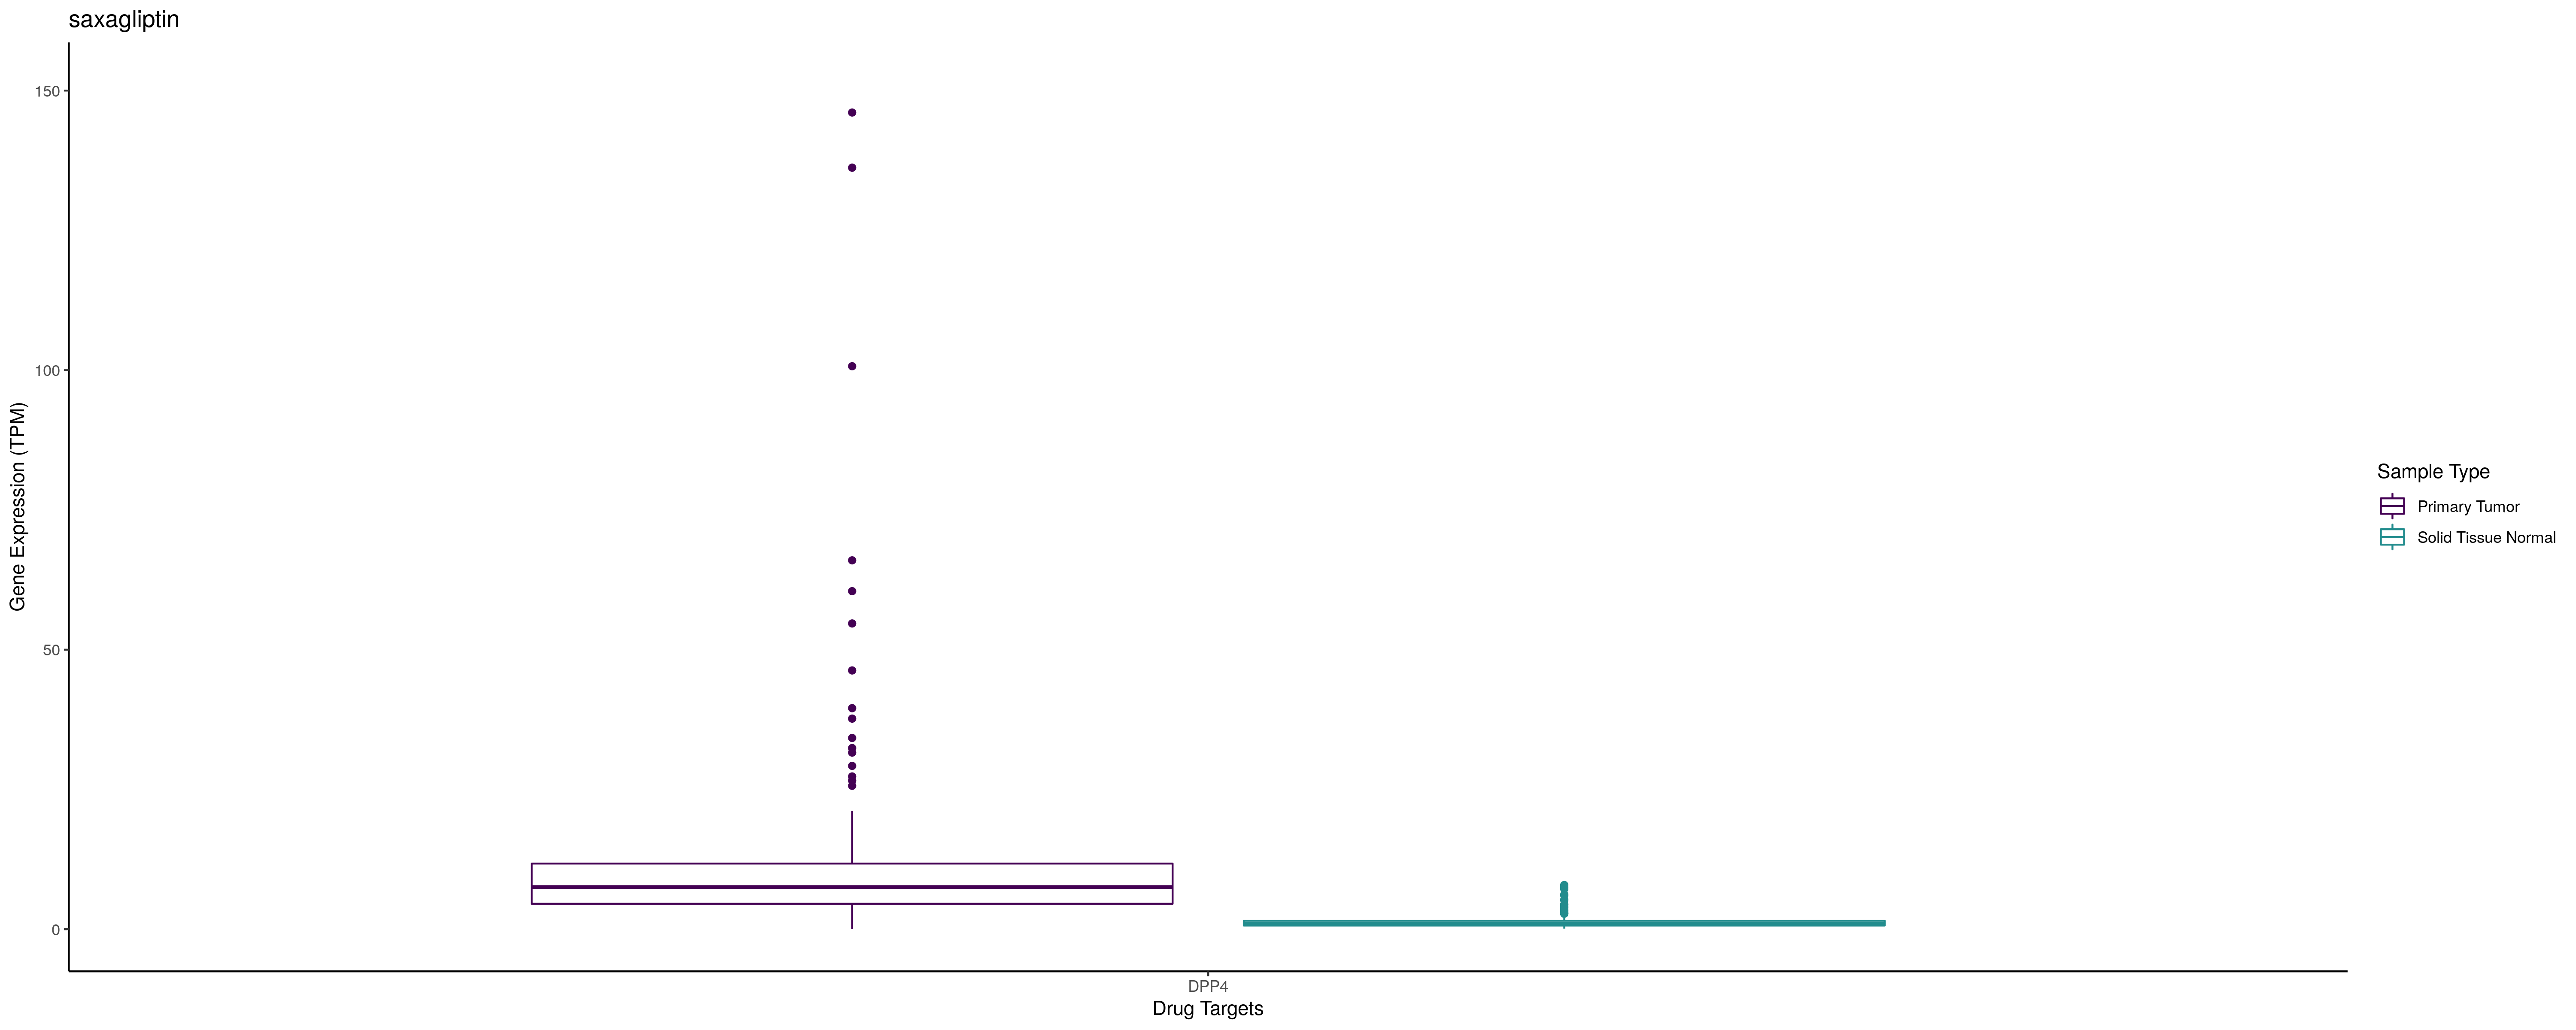 saxagliptin
Gene Expression (TPM)
150
100
50
0
DPP4
Drug Targets
Sample Type
Primary Tumor
Solid Tissue Normal